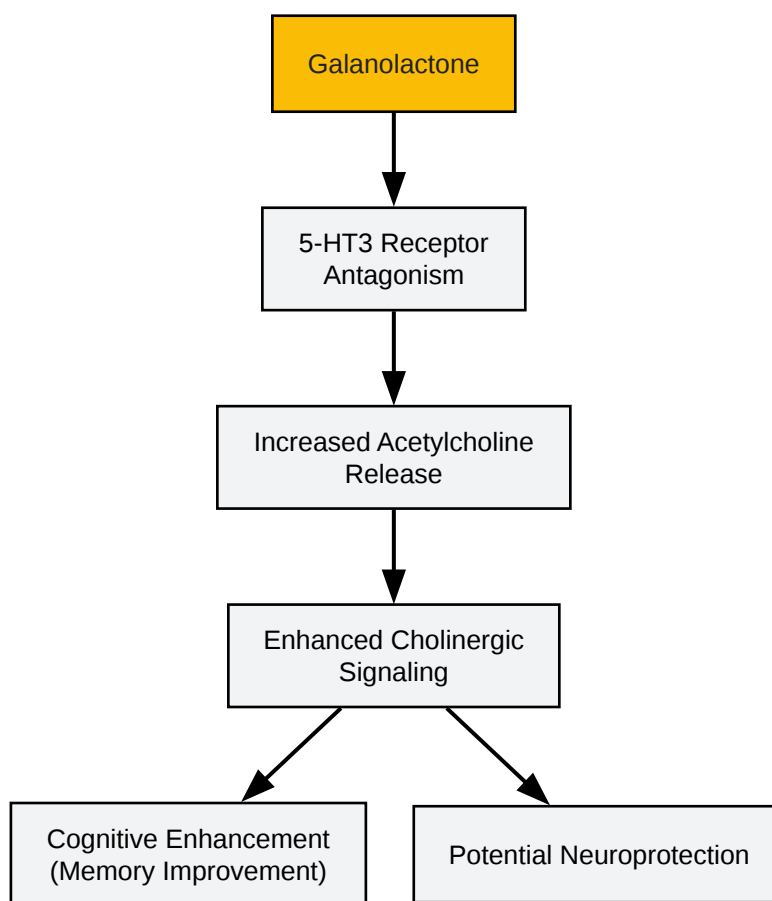 Galanolactone
5-HT3 Receptor
Antagonism
Increased Acetylcholine
Release
Enhanced Cholinergic
Signaling
Cognitive Enhancement
(Memory Improvement)
Potential Neuroprotection